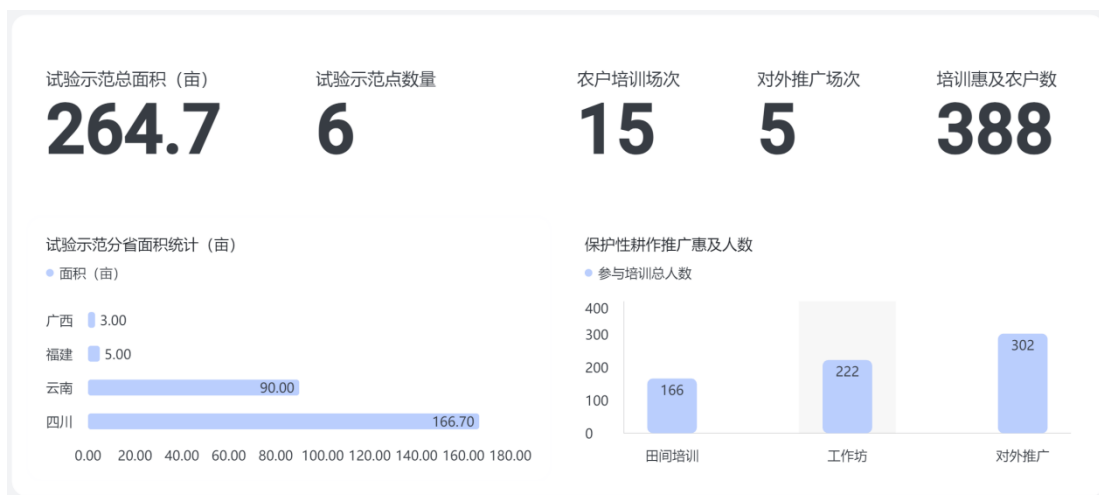 试验示范总面积（亩） 试验示范点数量 农户培训场次 对外推广场次 培训惠及农户数
264.7 6 15 5 388
试验示范分省面积统计（亩）
面积（亩）
广西 3.00
福建 5.00
云南 90.00
四川 166.70
0.00 20.00 40.00 60.00 80.00 100.00 120.00 140.00 160.00 180.00
保护性耕作推广惠及人数
参与培训总人数
400
300
200
100
0
166 222 302
田间培训 工作坊 对外推广